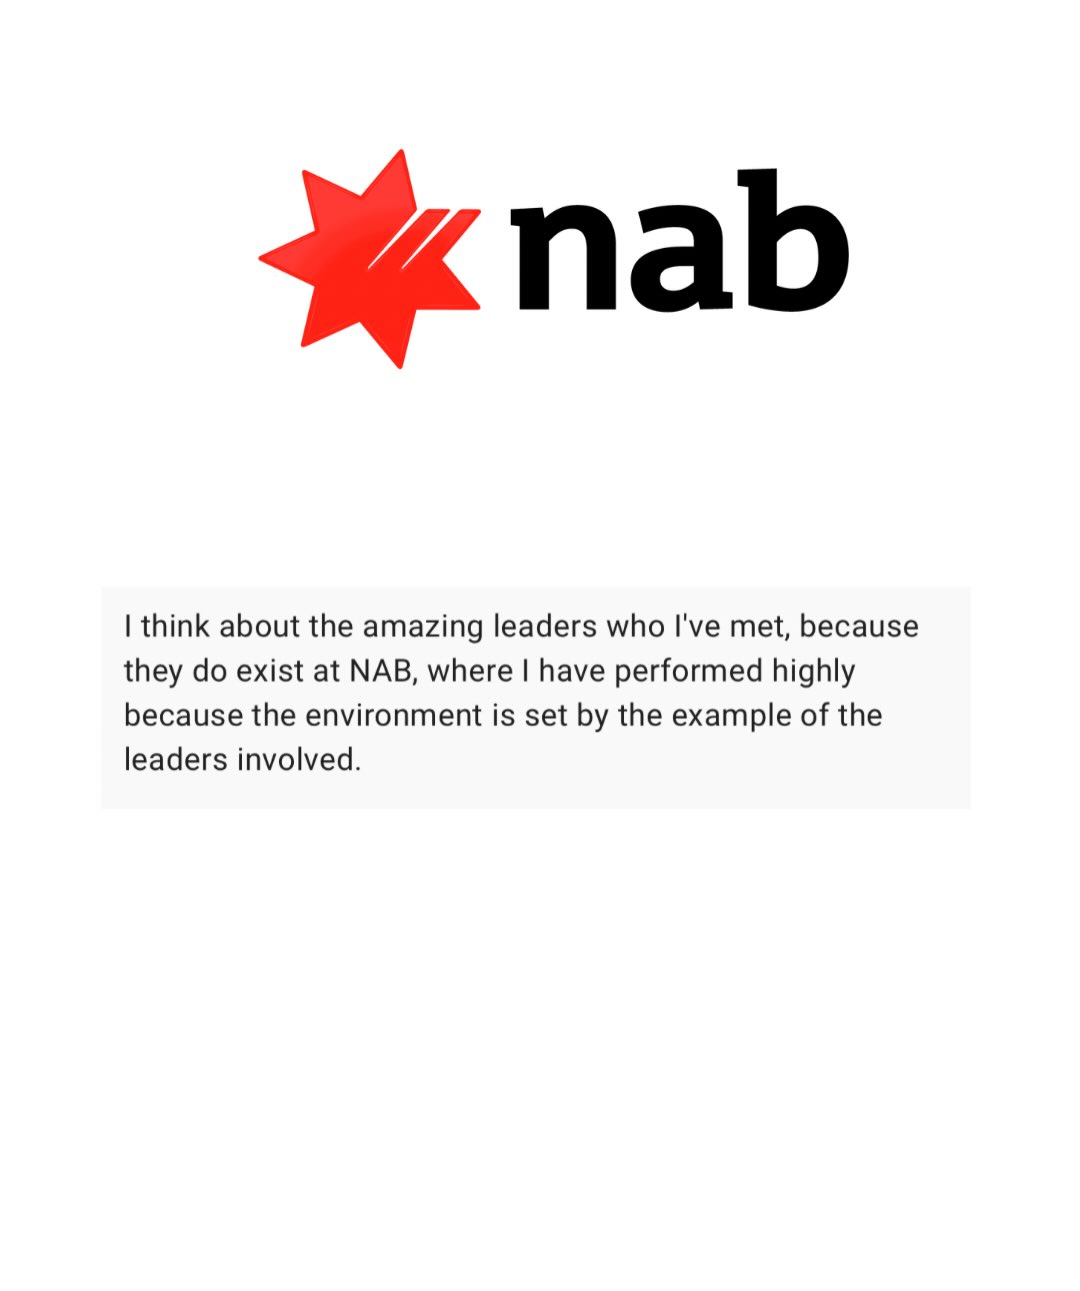 nab
I think about the amazing leaders who I've met, because
they do exist at NAB, where I have performed highly
because the environment is set by the example of the
leaders involved.